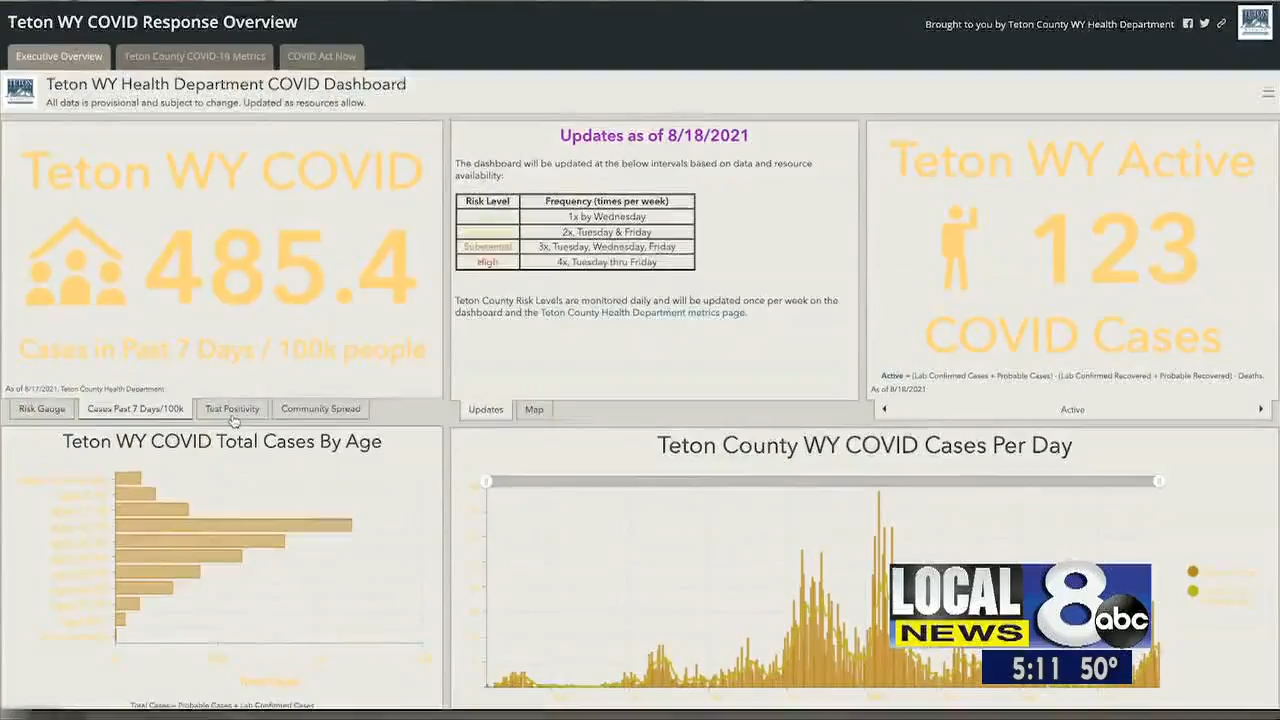 Teton WY COVID Response Overview
Brought to you by Teton County WY Health Department
Executive Overview
Teton County COVID-19 Metrics
COVID Act Now
Teton WY Health Department COVID Dashboard
All data is provisional and subject to change. Updated as resources allow.
Teton WY COVID
485.4
Cases in Past 7 Days / 100k people
As of 8/17/2021, Teton County Health Department
Risk Gauge
Cases Past 7 Days/100k
Test Positivity
Community Spread
Updates as of 8/18/2021
The dashboard will be updated at the below intervals based on data and resource
availability:
Risk Level Frequency (times per week)
1x by Wednesday
2x, Tuesday & Friday
Substantial 3x, Tuesday, Wednesday, Friday
High 4x, Tuesday thru Friday
Teton County Risk Levels are monitored daily and will be updated once per week on the
dashboard and the Teton County Health Department metrics page.
Updates
Map
Teton WY Active
123
COVID Cases
Active = (Lab Confirmed Cases + Probable Cases) - (Lab Confirmed Recovered + Probable Recovered) - Deaths.
As of 8/18/2021
Active
Teton WY COVID Total Cases By Age
Total Cases = Probable Cases + Lab Confirmed Cases
Teton County WY COVID Cases Per Day
LOCAL
NEWS
8
abc
5:11 50°